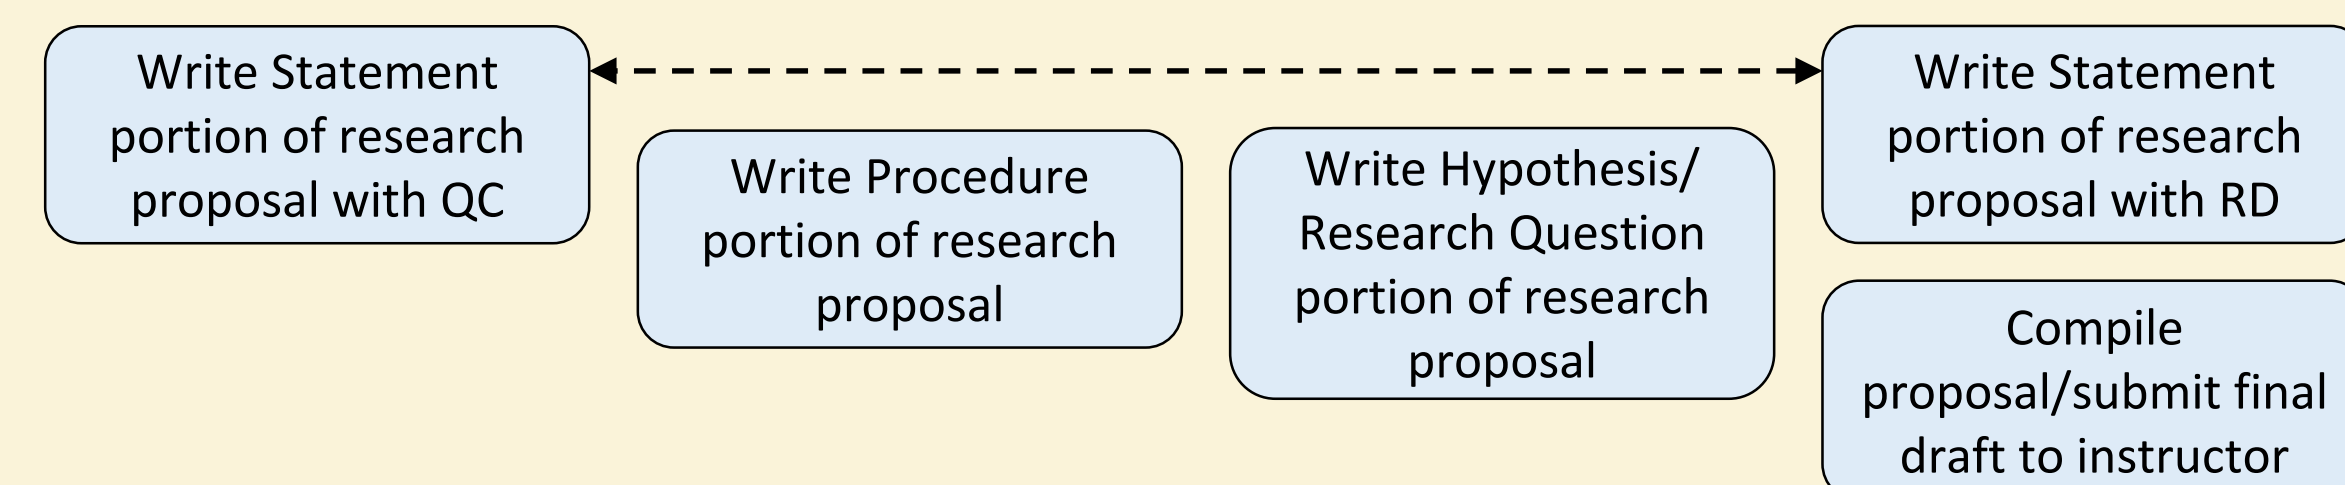 Write Statement
portion of research
proposal with QC
Write Procedure
portion of research
proposal
Write Hypothesis/
Research Question
portion of research
proposal
Write Statement
portion of research
proposal with RD
Compile
proposal/submit final
draft to instructor